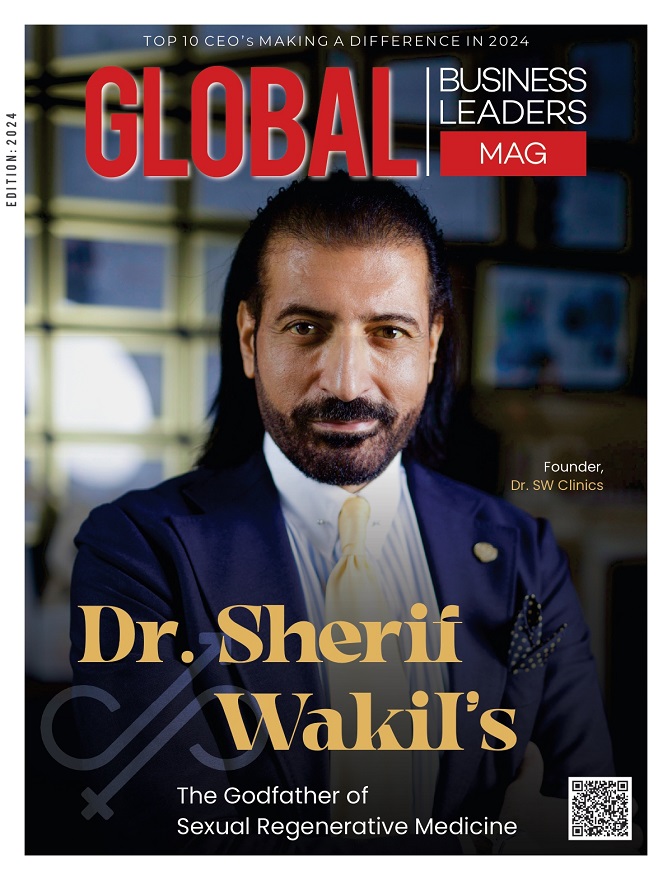 TOP 10 CEO's MAKING A DIFFERENCE IN 2024
GLOBAL
BUSINESS
LEADERS
MAG
EDITION: 2024
Founder,
Dr. SW Clinics
Dr. Sherif
Wakil's
The Godfather of
Sexual Regenerative Medicine